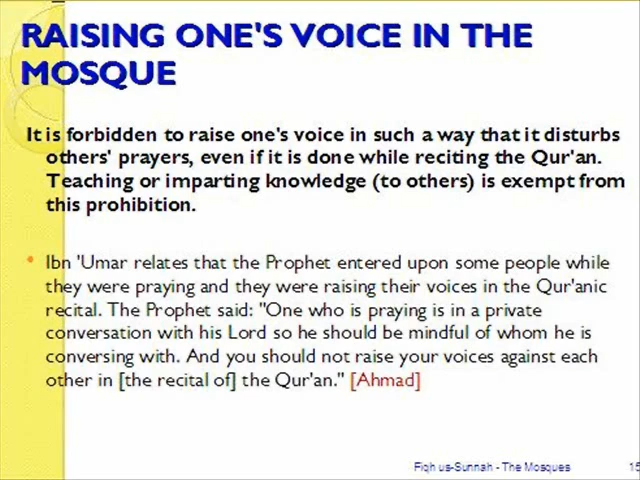 RAISING ONE'S VOICE IN THE
MOSQUE
It is forbidden to raise one's voice in such a way that it disturbs
others' prayers, even if it is done while reciting the Qur'an.
Teaching or imparting knowledge (to others) is exempt from
this prohibition.
• Ibn 'Umar relates that the Prophet entered upon some people while
they were praying and they were raising their voices in the Qur'anic
recital. The Prophet said: "One who is praying is in a private
conversation with his Lord so he should be mindful of whom he is
conversing with. And you should not raise your voices against each
other in [the recital of] the Qur'an." [Ahmad]
Fiqh us-Sunnah - The Mosques 15